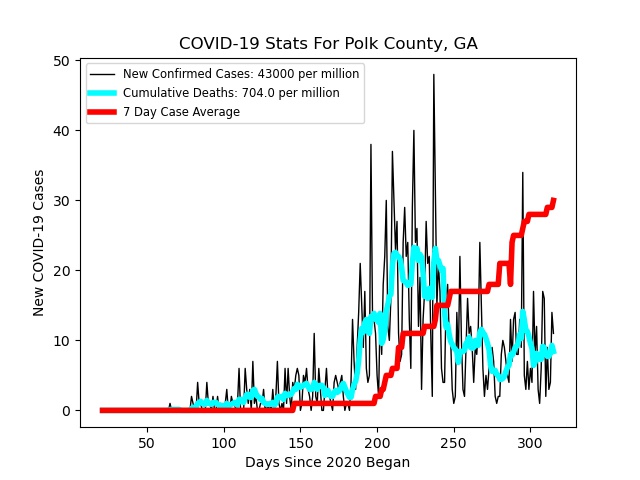 COVID-19 Stats For Polk County, GA
New Confirmed Cases: 43000 per million
Cumulative Deaths: 704.0 per million
7 Day Case Average
50
40
30
20
10
0
New COVID-19 Cases
50 100 150 200 250 300
Days Since 2020 Began